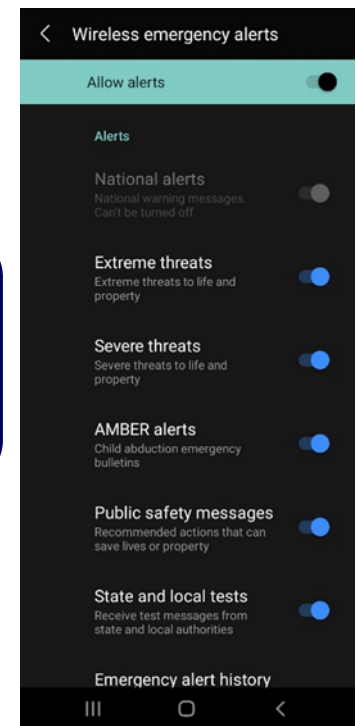 Wireless emergency alerts
Allow alerts
Alerts
National alerts
National warning messages.
Can't be turned off.
Extreme threats
Extreme threats to life and
property
Severe threats
Severe threats to life and
property
AMBER alerts
Child abduction emergency
bulletins
Public safety messages
Recommended actions that can
save lives or property
State and local tests
Receive test messages from
state and local authorities
Emergency alert history